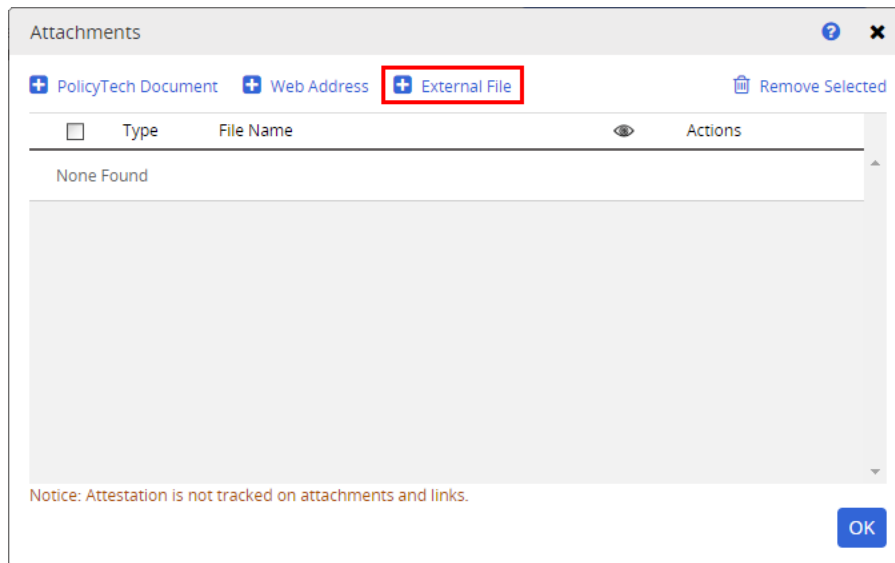 Attachments
PolicyTech Document Web Address External File Remove Selected
Type File Name Actions
None Found
Notice: Attestation is not tracked on attachments and links.
OK